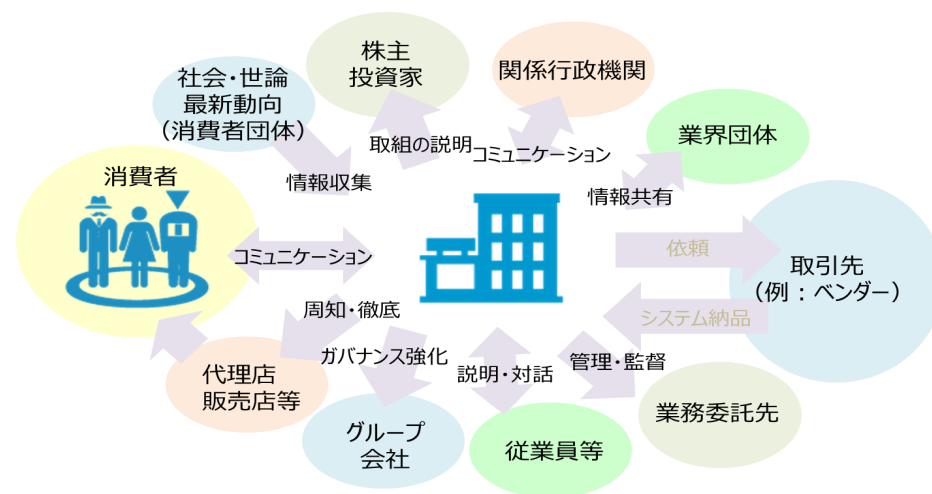 株主
投資家
関係行政機関
社会・世論
最新動向
（消費者団体）
取組の説明
コミュニケーション
業界団体
消費者
情報収集
情報共有
コミュニケーション
依頼
取引先
（例：ベンダー）
周知・徹底
システム納品
ガバナンス強化
説明・対話
管理・監督
代理店
販売店等
業務委託先
グループ
会社
従業員等